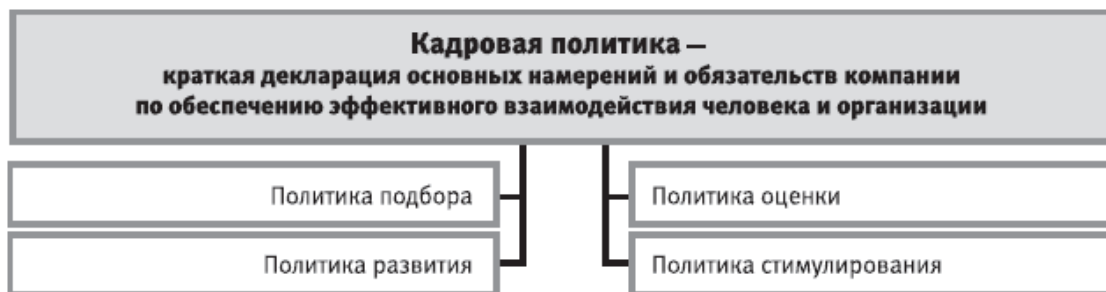 Кадровая политика —
краткая декларация основных намерений и обязательств компании
по обеспечению эффективного взаимодействия человека и организации
Политика подбора
Политика оценки
Политика развития
Политика стимулирования